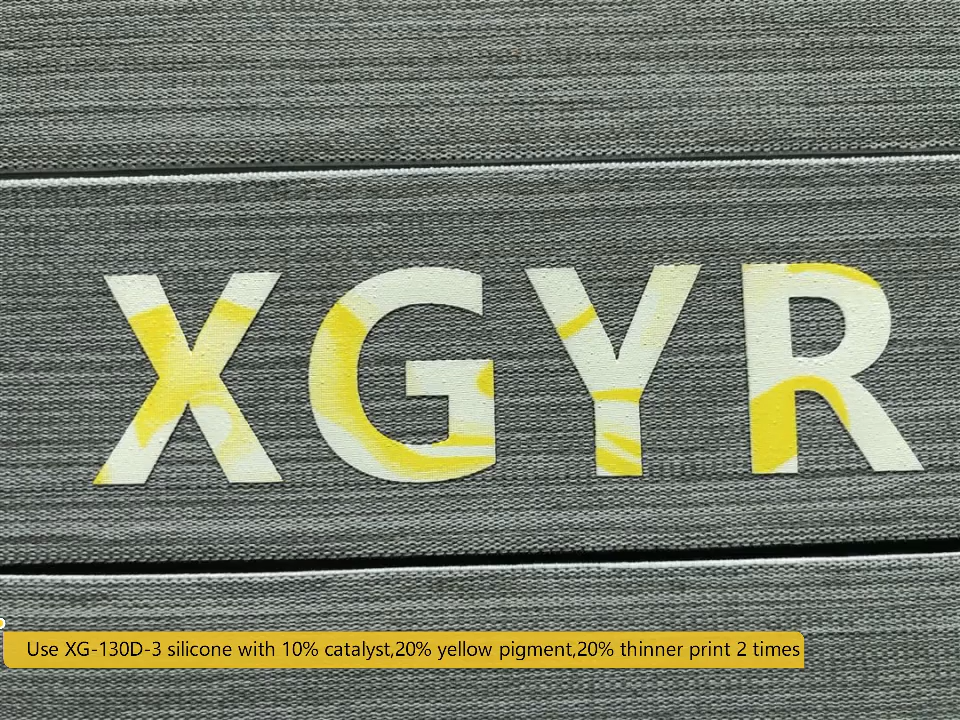 XGYR
Use XG-130D-3 silicone with 10% catalyst,20% yellow pigment,20% thinner print 2 times